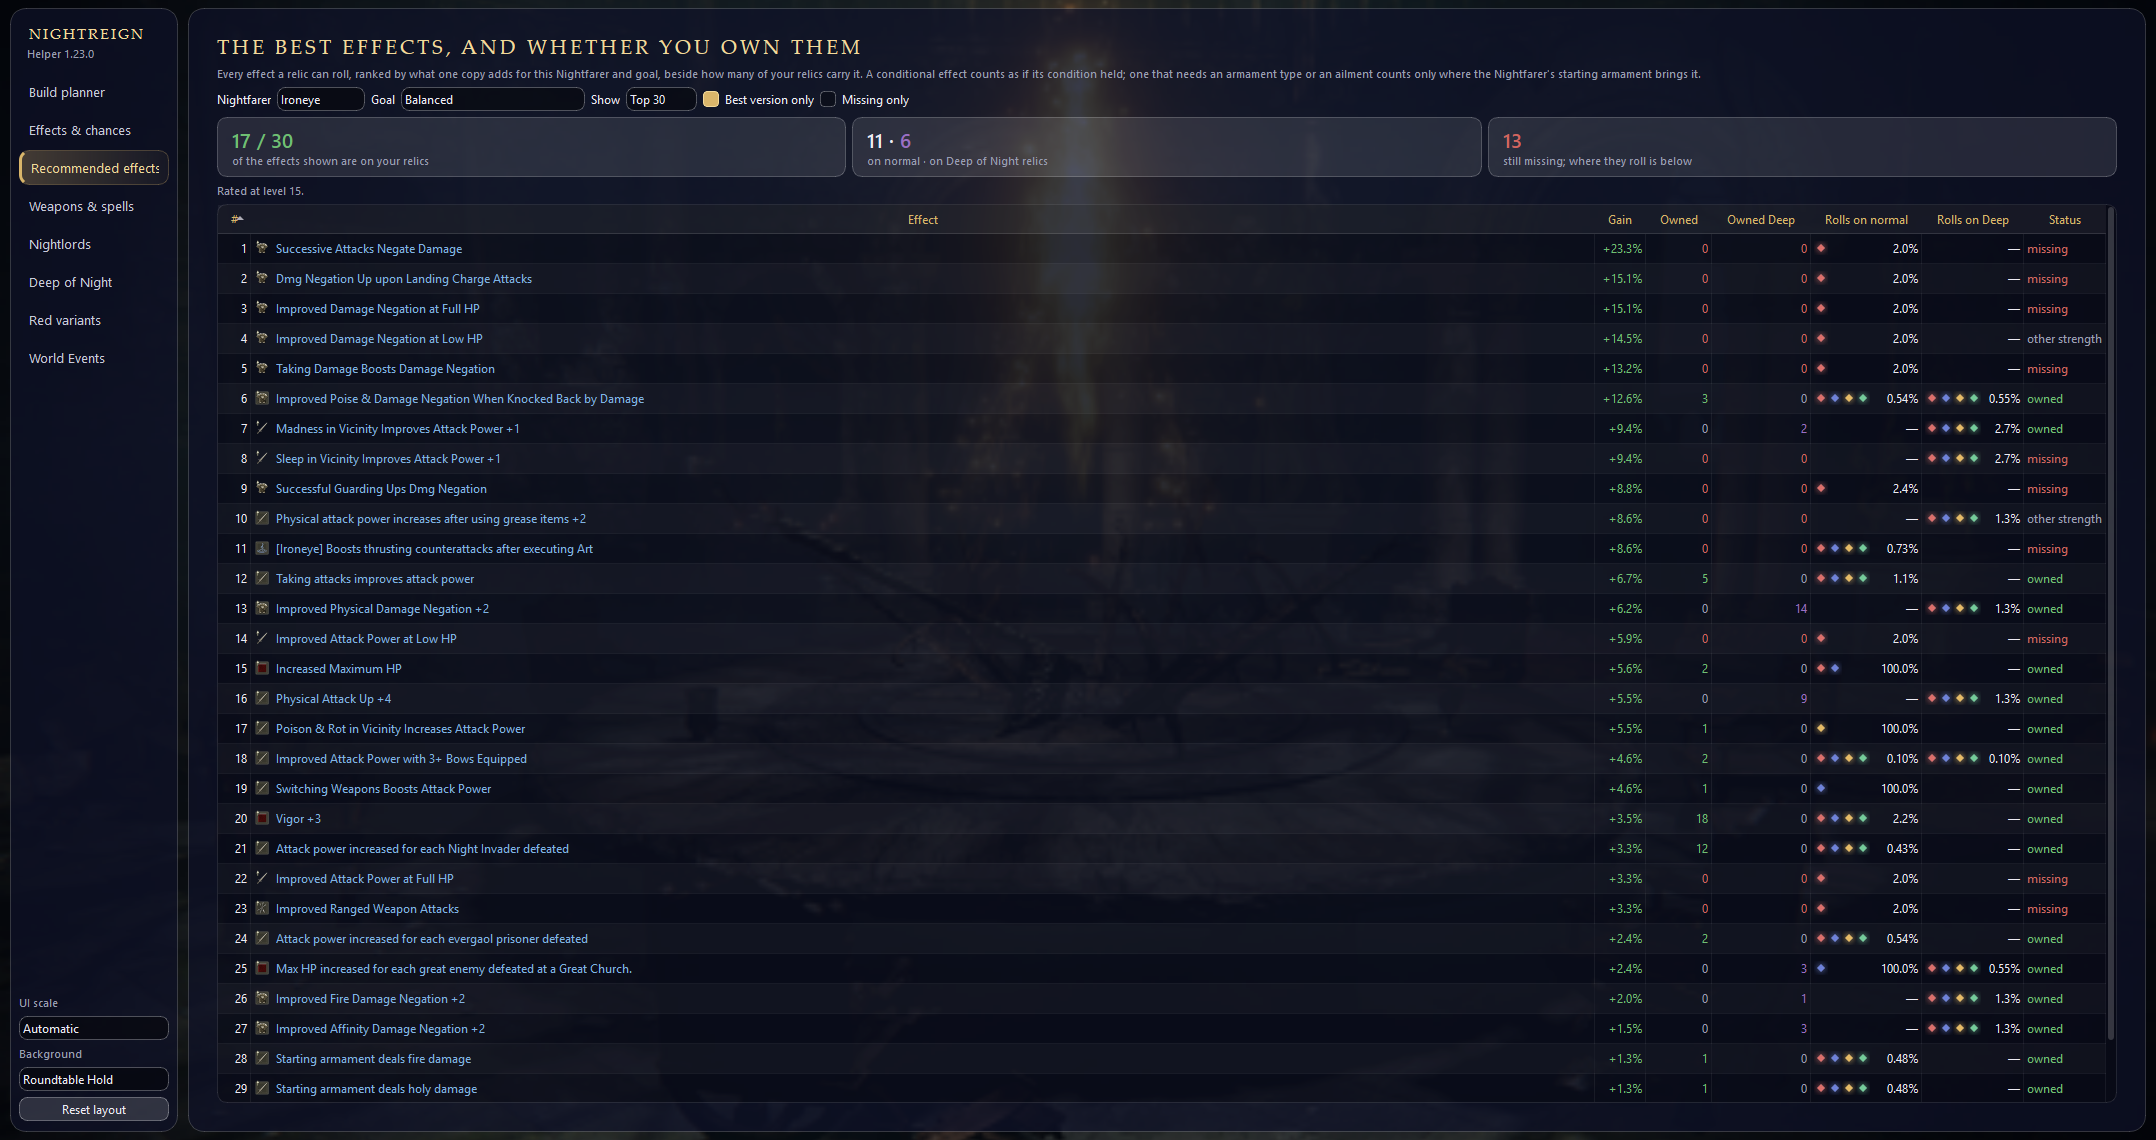 NIGHTREIGN
Helper 1.23.0
Build planner
Effects & chances
Recommended effects
Weapons & spells
Nightlords
Deep of Night
Red variants
World Events
UI scale
Automatic
Background
Roundtable Hold
Reset layout
THE BEST EFFECTS, AND WHETHER YOU OWN THEM
Every effect a relic can roll, ranked by what one copy adds for this Nightfarer and goal, beside how many of your relics carry it. A conditional effect counts as if its condition held; one that needs an armament type or an ailment counts only where the Nightfarer's starting armament brings it.
Nightfarer Ironeye Goal Balanced Show Top 30 Best version only Missing only
17 / 30
of the effects shown are on your relics
11 · 6
on normal · on Deep of Night relics
13
still missing; where they roll is below
Rated at level 15.
# Effect Gain Owned Owned Deep Rolls on normal Rolls on Deep Status
1 Successive Attacks Negate Damage +23.3% 0 0 2.0% — missing
2 Dmg Negation Up upon Landing Charge Attacks +15.1% 0 0 2.0% — missing
3 Improved Damage Negation at Full HP +15.1% 0 0 2.0% — missing
4 Improved Damage Negation at Low HP +14.5% 0 0 2.0% — other strength
5 Taking Damage Boosts Damage Negation +13.2% 0 0 2.0% — missing
6 Improved Poise & Damage Negation When Knocked Back by Damage +12.6% 3 0 0.54% 0.55% owned
7 Madness in Vicinity Improves Attack Power +1 +9.4% 0 2 — 2.7% owned
8 Sleep in Vicinity Improves Attack Power +1 +9.4% 0 0 — 2.7% missing
9 Successful Guarding Ups Dmg Negation +8.8% 0 0 2.4% — missing
10 Physical attack power increases after using grease items +2 +8.6% 0 0 — 1.3% other strength
11 [Ironeye] Boosts thrusting counterattacks after executing Art +8.6% 0 0 0.73% — missing
12 Taking attacks improves attack power +6.7% 5 0 1.1% — owned
13 Improved Physical Damage Negation +2 +6.2% 0 14 — 1.3% owned
14 Improved Attack Power at Low HP +5.9% 0 0 2.0% — missing
15 Increased Maximum HP +5.6% 2 0 100.0% — owned
16 Physical Attack Up +4 +5.5% 0 9 — 1.3% owned
17 Poison & Rot in Vicinity Increases Attack Power +5.5% 1 0 100.0% — owned
18 Improved Attack Power with 3+ Bows Equipped +4.6% 2 0 0.10% 0.10% owned
19 Switching Weapons Boosts Attack Power +4.6% 1 0 100.0% — owned
20 Vigor +3 +3.5% 18 0 2.2% — owned
21 Attack power increased for each Night Invader defeated +3.3% 12 0 0.43% — owned
22 Improved Attack Power at Full HP +3.3% 0 0 2.0% — missing
23 Improved Ranged Weapon Attacks +3.3% 0 0 2.0% — missing
24 Attack power increased for each evergaol prisoner defeated +2.4% 2 0 0.54% — owned
25 Max HP increased for each great enemy defeated at a Great Church. +2.4% 0 3 100.0% 0.55% owned
26 Improved Fire Damage Negation +2 +2.0% 0 1 — 1.3% owned
27 Improved Affinity Damage Negation +2 +1.5% 0 3 — 1.3% owned
28 Starting armament deals fire damage +1.3% 1 0 0.48% — owned
29 Starting armament deals holy damage +1.3% 1 0 0.48% — owned